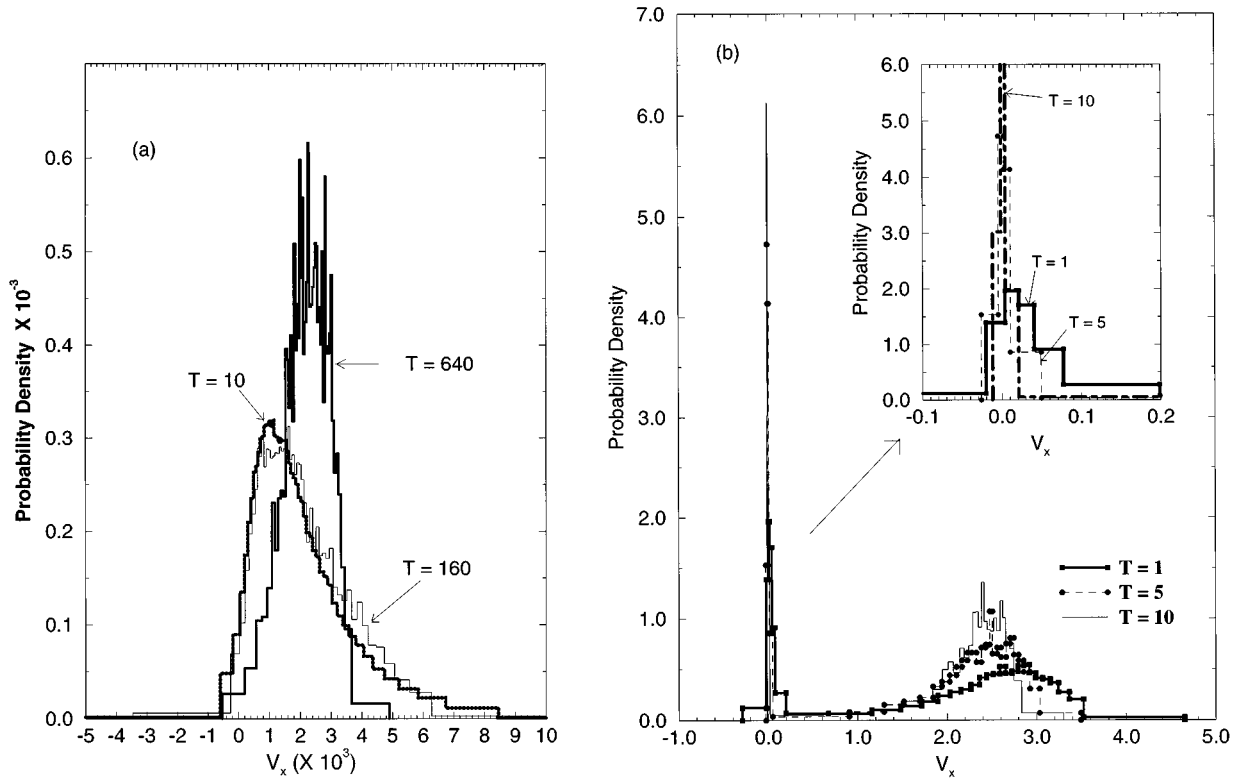 (a)
Probability Density X 10-3
0.6
0.5
0.4
0.3
0.2
0.1
0.0
T = 640
T = 10
T = 160
-5 -4 -3 -2 -1 0 1 2 3 4 5 6 7 8 9 10
Vx (X 103)
(b)
Probability Density
7.0
6.0
5.0
4.0
3.0
2.0
1.0
0.0
Probability Density
6.0
5.0
4.0
3.0
2.0
1.0
0.0
T = 10
T = 1
T = 5
-0.1 0.0 0.1 0.2
Vx
T = 1
T = 5
T = 10
-1.0 0.0 1.0 2.0 3.0 4.0 5.0
Vx